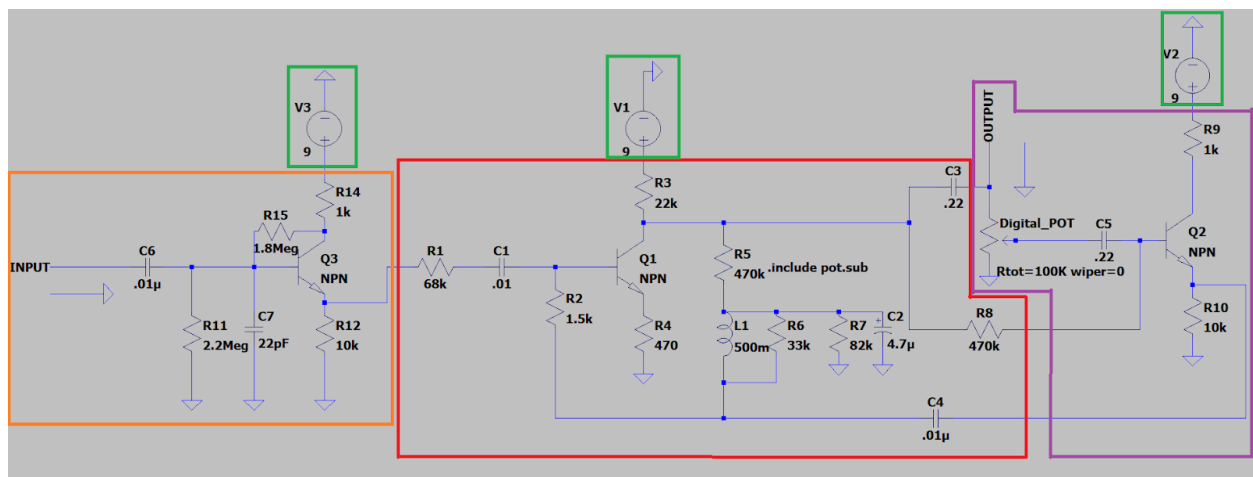 V3
9
R14
1k
R15
1.8Meg
C6
.01µ
INPUT
Q3
NPN
R11
2.2Meg
C7
22pF
R12
10k
V1
9
R3
22k
R1
68k
C1
.01
Q1
NPN
R2
1.5k
R4
470
R5
470k
.include pot.sub
L1
500m
R6
33k
R7
82k
C2
4.7µ
C3
.22
R8
470k
C4
.01µ
OUTPUT
Digital_POT
Rtot=100K wiper=0
C5
.22
V2
9
R9
1k
Q2
NPN
R10
10k